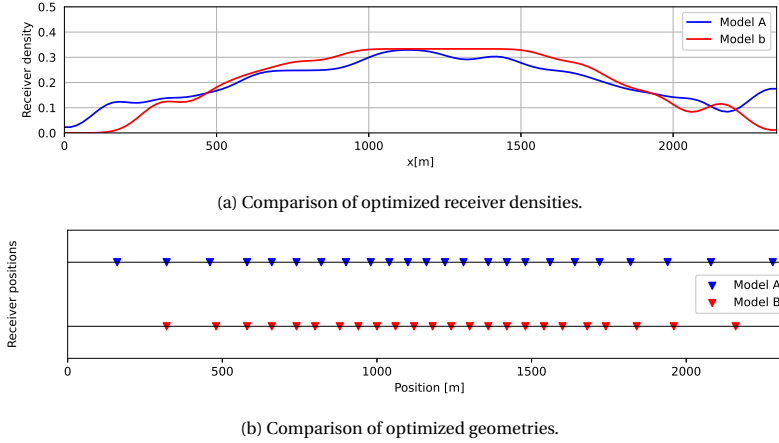 0.5
0.4
0.3
0.2
0.1
0.0
Receiver density
Model A
Model b
0 500 1000 1500 2000
x[m]
(a) Comparison of optimized receiver densities.
Receiver positions
Model A
Model B
0 500 1000 1500 2000
Position [m]
(b) Comparison of optimized geometries.